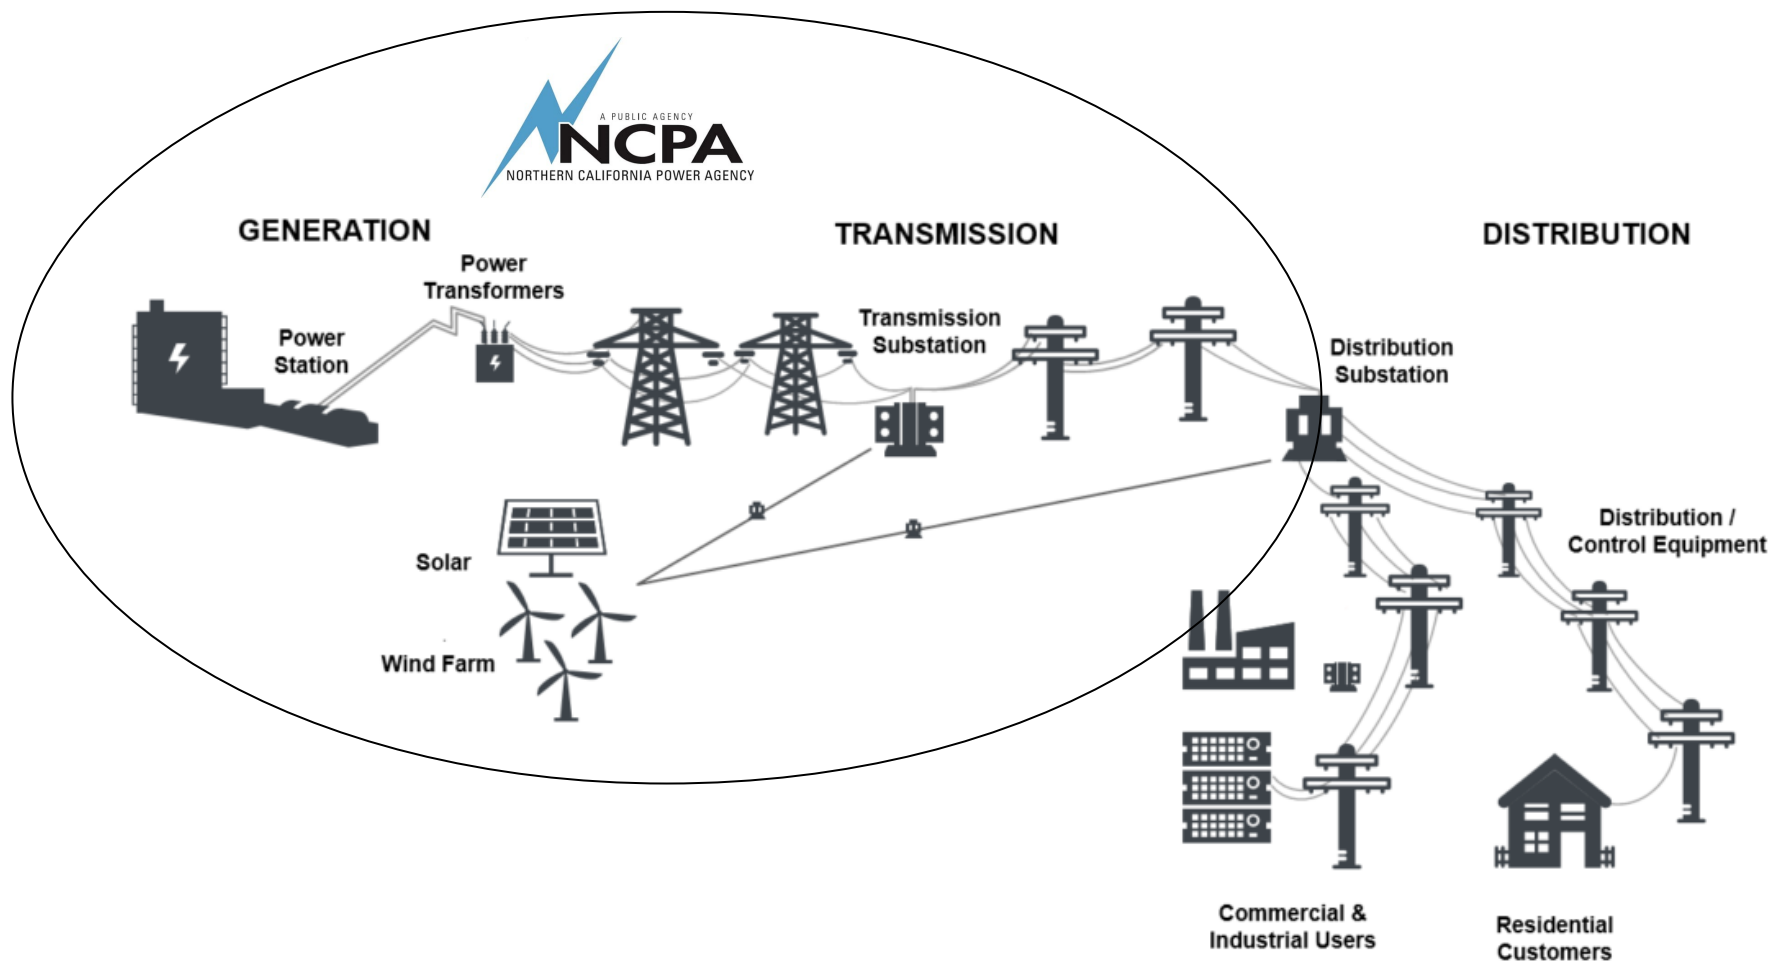 A PUBLIC AGENCY
NCPA
NORTHERN CALIFORNIA POWER AGENCY
GENERATION
TRANSMISSION
DISTRIBUTION
Power
Transformers
Power
Station
Transmission
Substation
Distribution
Substation
Solar
Wind Farm
Distribution /
Control Equipment
Commercial &
Industrial Users
Residential
Customers